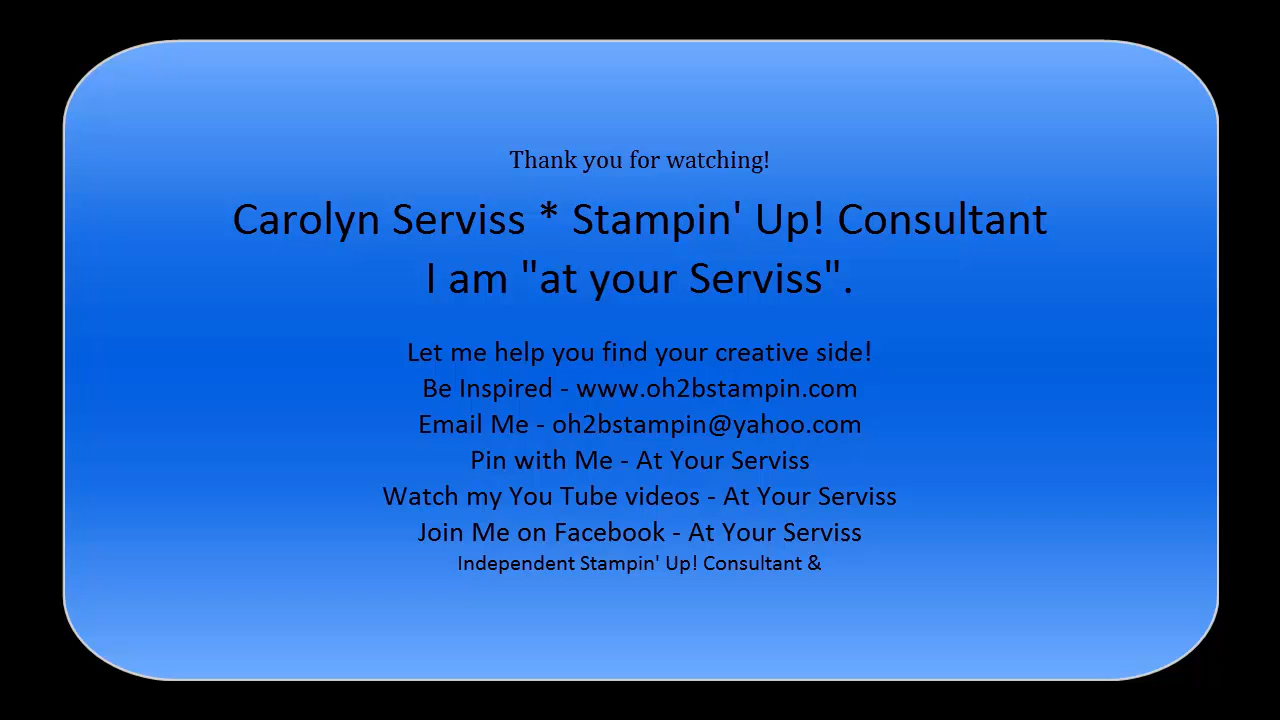 Thank you for watching!
Carolyn Serviss * Stampin' Up! Consultant
I am "at your Serviss".
Let me help you find your creative side!
Be Inspired - www.oh2bstampin.com
Email Me - oh2bstampin@yahoo.com
Pin with Me - At Your Serviss
Watch my You Tube videos - At Your Serviss
Join Me on Facebook - At Your Serviss
Independent Stampin' Up! Consultant &